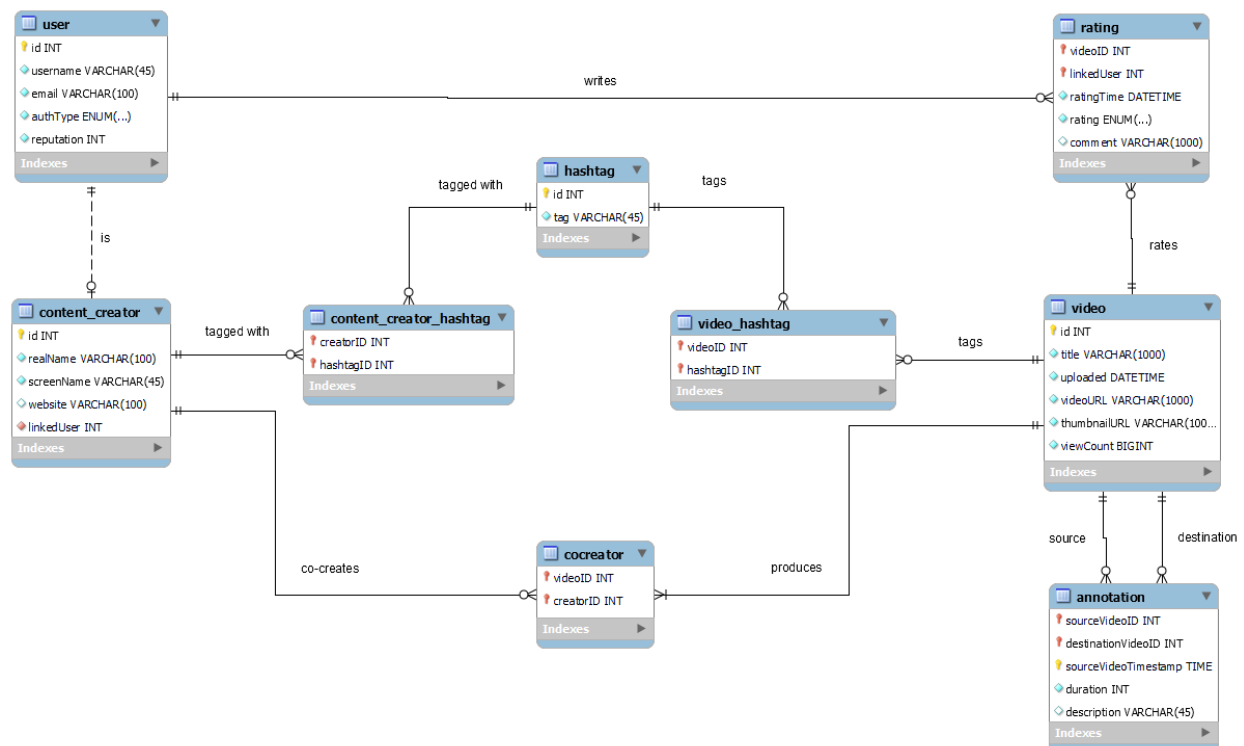 user
id INT
username VARCHAR(45)
email VARCHAR(100)
authType ENUM(...)
reputation INT
Indexes
writes
rating
videoID INT
linkedUser INT
ratingTime DATETIME
rating ENUM(...)
comment VARCHAR(1000)
Indexes
is
tagged with
hashtag
id INT
tag VARCHAR(45)
Indexes
tags
rates
content_creator
id INT
realName VARCHAR(100)
screenName VARCHAR(45)
website VARCHAR(100)
linkedUser INT
Indexes
tagged with
content_creator_hashtag
creatorID INT
hashtagID INT
Indexes
video_hashtag
videoID INT
hashtagID INT
Indexes
tags
video
id INT
title VARCHAR(1000)
uploaded DATETIME
videoURL VARCHAR(1000)
thumbnailURL VARCHAR(100...
viewCount BIGINT
Indexes
co-creates
cocreator
videoID INT
creatorID INT
Indexes
produces
source
destination
annotation
sourceVideoID INT
destinationVideoID INT
sourceVideoTimestamp TIME
duration INT
description VARCHAR(45)
Indexes